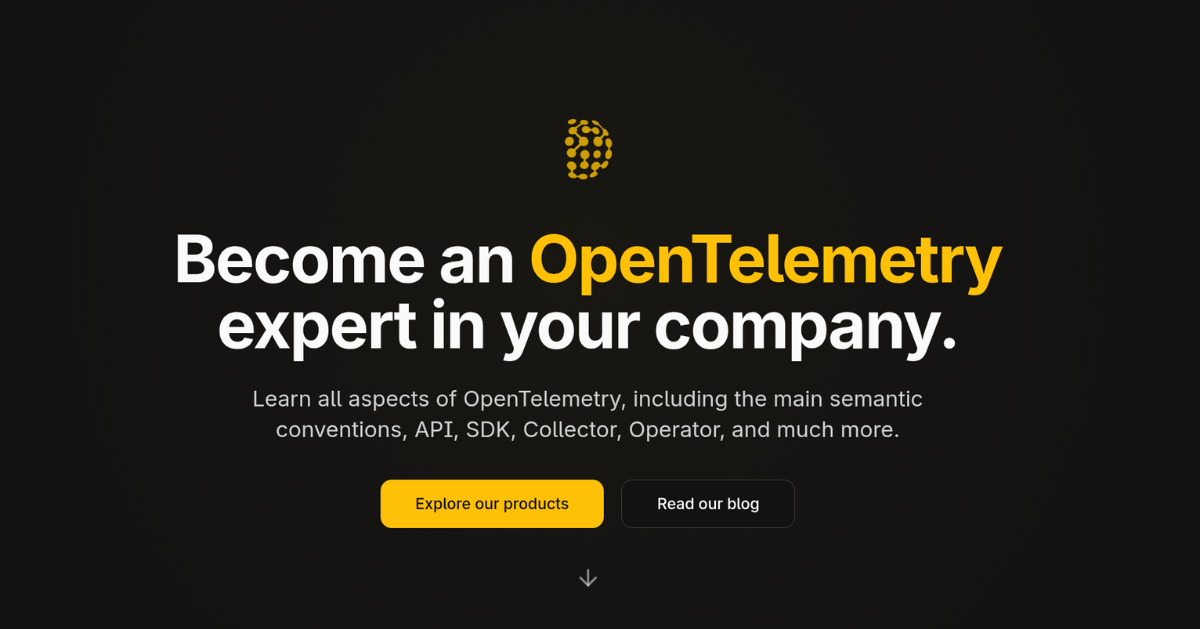 Become an OpenTelemetry
expert in your company.
Learn all aspects of OpenTelemetry, including the main semantic
conventions, API, SDK, Collector, Operator, and much more.
Explore our products
Read our blog